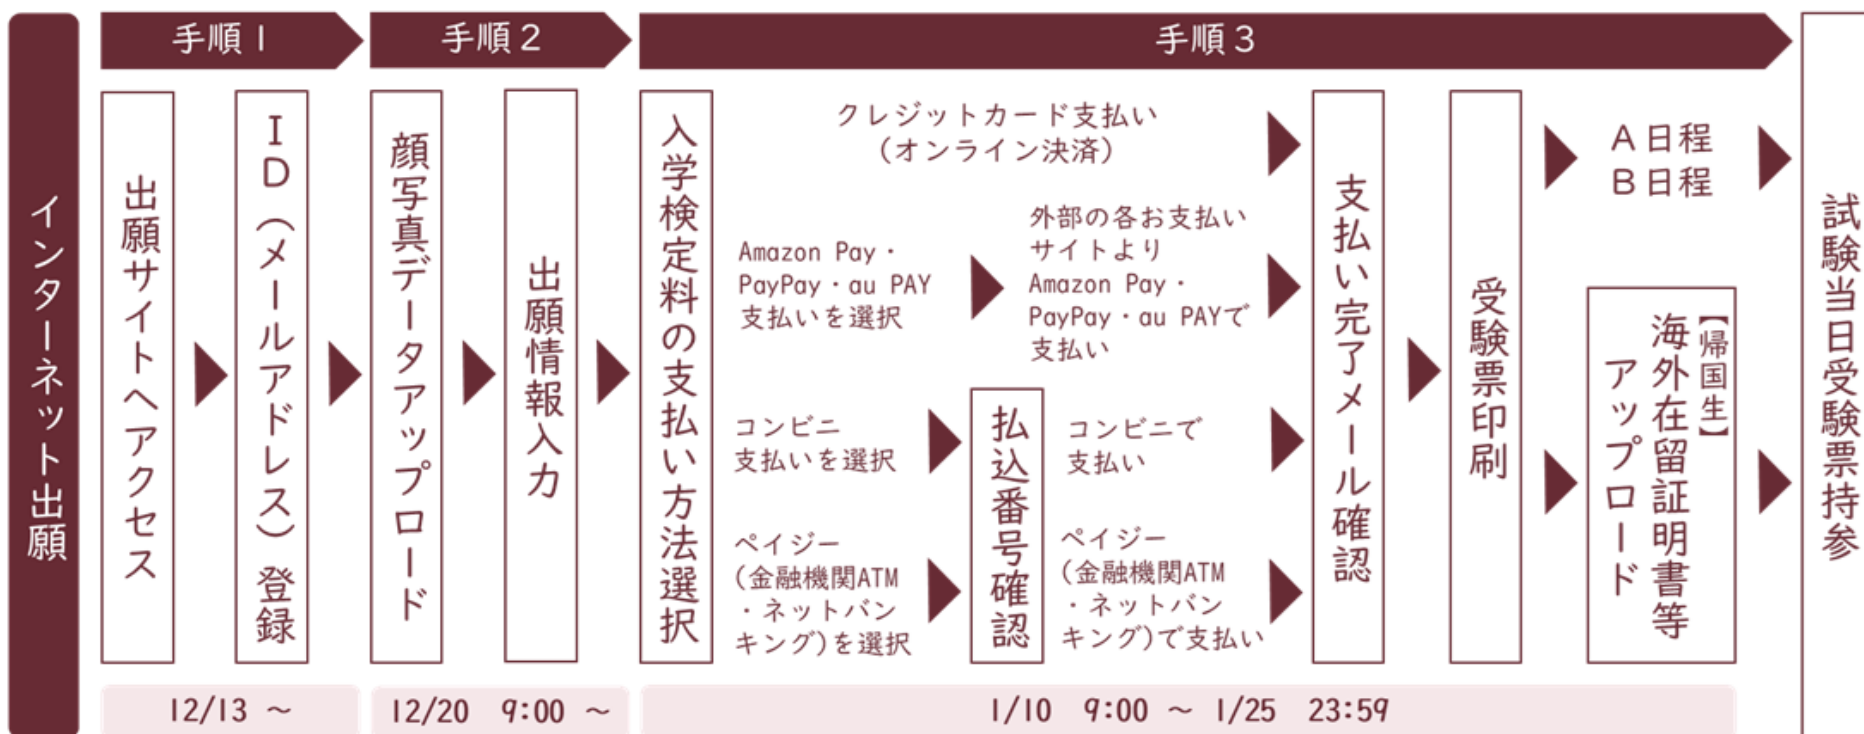 インターネット出願
手順1
手順2
手順3
出願サイトへアクセス
ID(メールアドレス)登録
顔写真データアップロード
出願情報入力
入学検定料の支払い方法選択
クレジットカード支払い
(オンライン決済)
Amazon Pay・
PayPay・au PAY
支払いを選択
外部の各お支払い
サイトより
Amazon Pay・
PayPay・au PAYで
支払い
コンビニ
支払いを選択
ペイジー
(金融機関ATM
・ネットバン
キング)を選択
払込番号確認
コンビニで
支払い
ペイジー
(金融機関ATM
・ネットバン
キング)で支払い
支払い完了メール確認
受験票印刷
A日程
B日程
【帰国生】
海外在留証明書等
アップロード
試験当日受験票持参
12/13 ～
12/20 9:00 ～
1/10 9:00 ～ 1/25 23:59